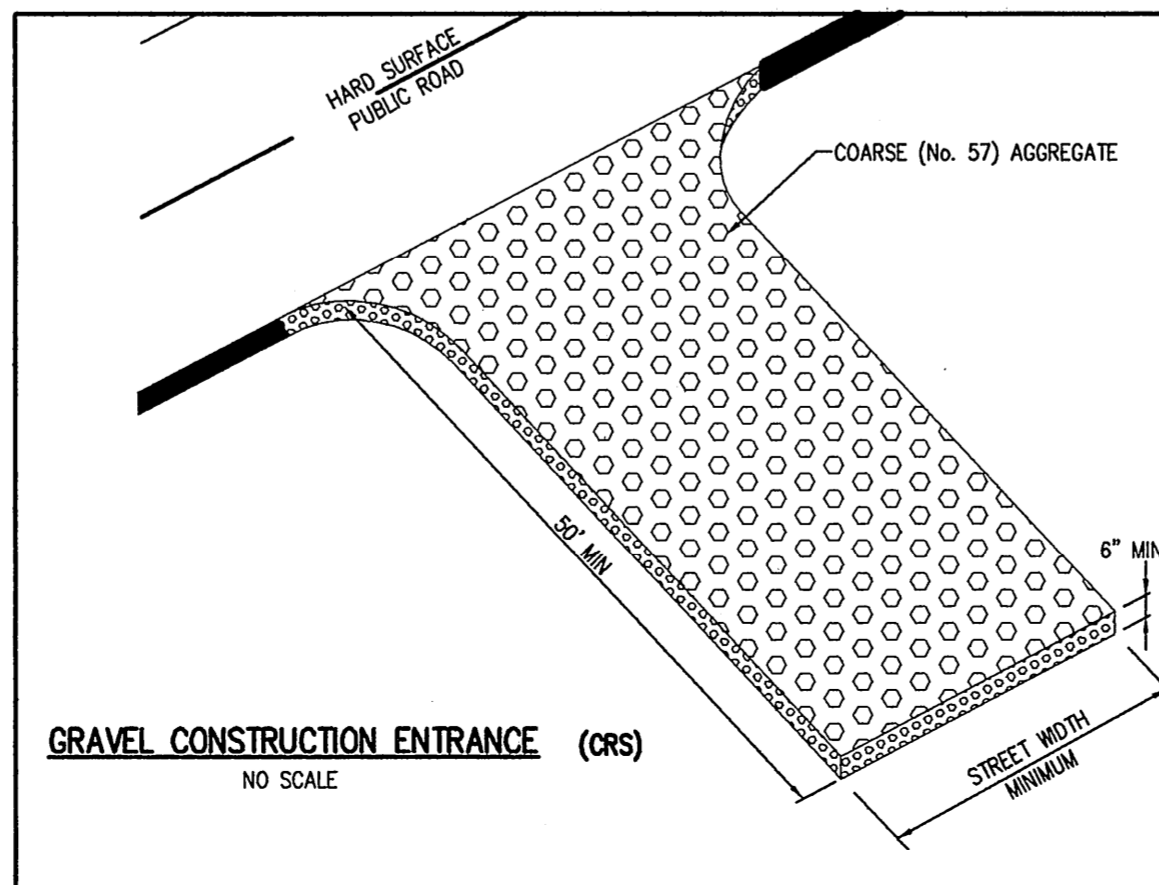 HARD SURFACE
PUBLIC ROAD
COARSE (No. 57) AGGREGATE
50' MIN
6" MIN
STREET WIDTH
MINIMUM
GRAVEL CONSTRUCTION ENTRANCE (CRS)
NO SCALE